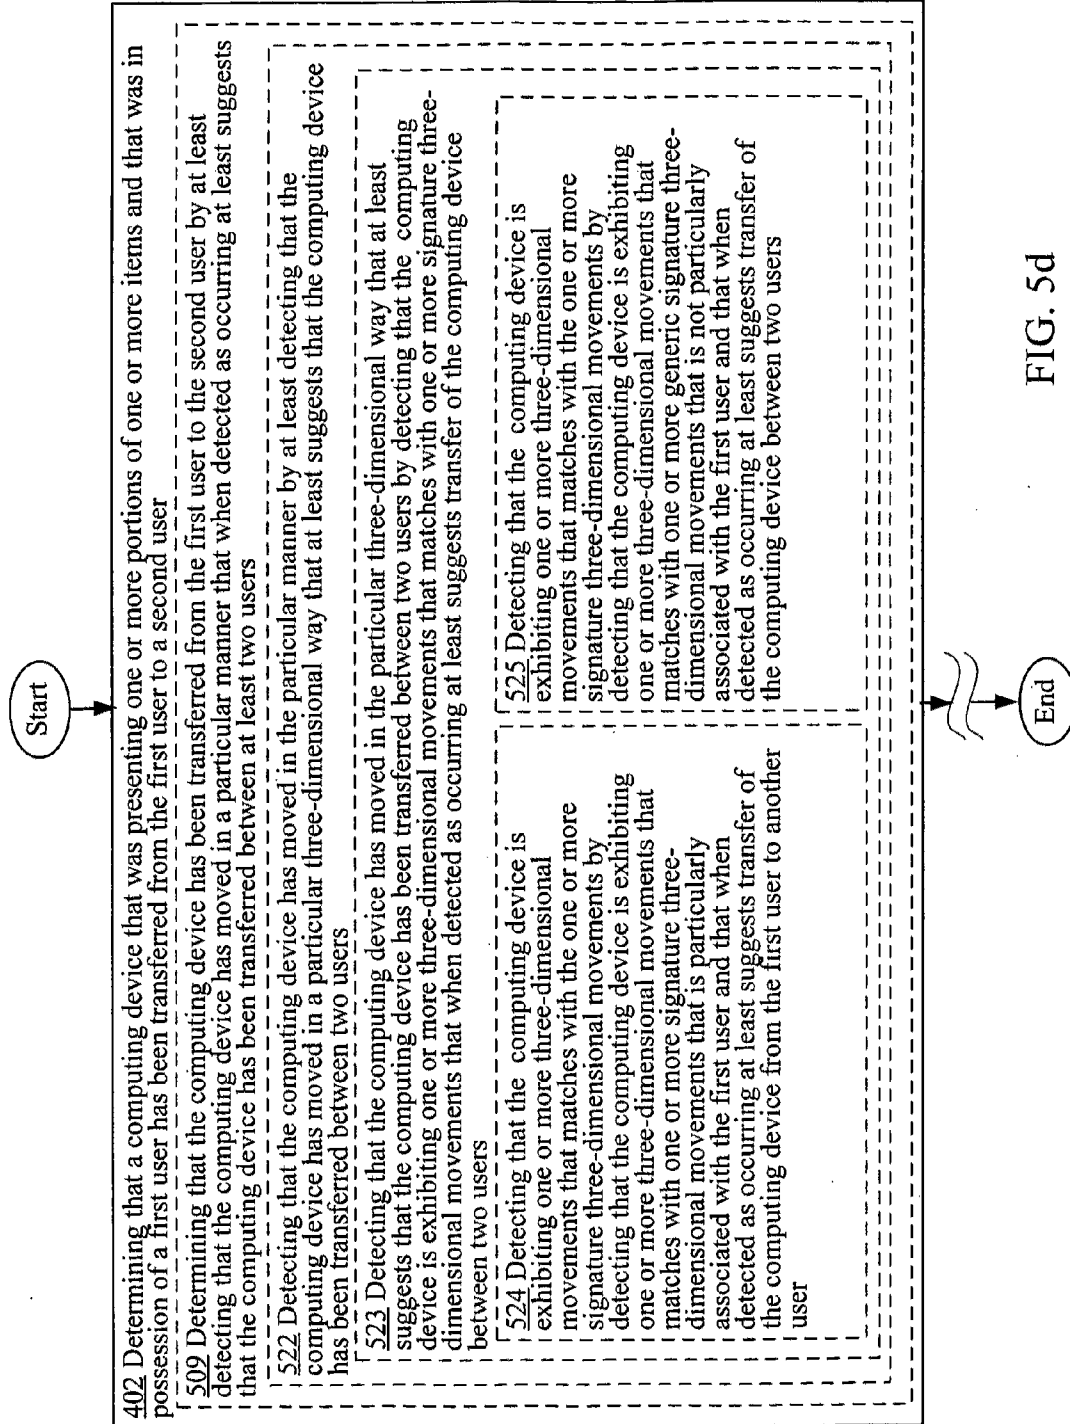 Start
402 Determining that a computing device that was presenting one or more portions of one or more items and that was in
possession of a first user has been transferred from the first user to a second user
509 Determining that the computing device has been transferred from the first user to the second user by at least
detecting that the computing device has moved in a particular manner that when detected as occurring at least suggests
that the computing device has been transferred between at least two users
522 Detecting that the computing device has moved in the particular manner by at least detecting that the
computing device has moved in a particular three-dimensional way that at least suggests that the computing device
has been transferred between two users
523 Detecting that the computing device has moved in the particular three-dimensional way that at least
suggests that the computing device has been transferred between two users by detecting that the computing
device is exhibiting one or more three-dimensional movements that matches with one or more signature three-
dimensional movements that when detected as occurring at least suggests transfer of the computing device
between two users
524 Detecting that the computing device is
exhibiting one or more three-dimensional
movements that matches with the one or more
signature three-dimensional movements by
detecting that the computing device is exhibiting
one or more three-dimensional movements that
matches with one or more signature three-
dimensional movements that is particularly
associated with the first user and that when
detected as occurring at least suggests transfer of
the computing device from the first user to another
user
525 Detecting that the computing device is
exhibiting one or more three-dimensional
movements that matches with the one or more
signature three-dimensional movements by
detecting that the computing device is exhibiting
one or more three-dimensional movements that
matches with one or more generic signature three-
dimensional movements that is not particularly
associated with the first user and that when
detected as occurring at least suggests transfer of
the computing device between two users
End
FIG. 5d